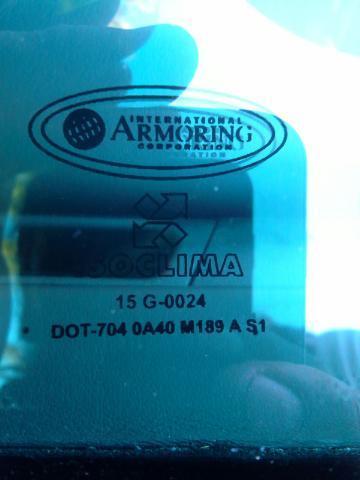 INTERNATIONAL
ARMORING
CORPORATION
ISOCLIMA
15 G-0024
DOT-704 0A40 M189 A S1